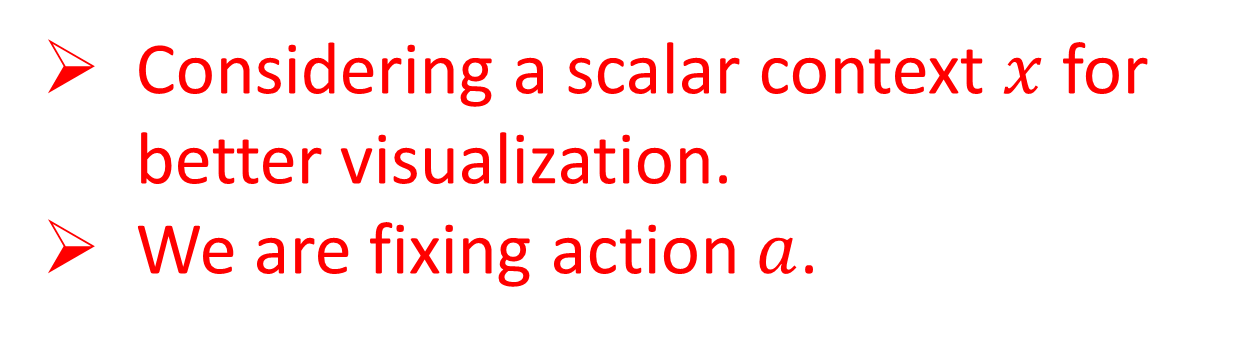 ➢ Considering a scalar context x for
better visualization.
➢ We are fixing action a.